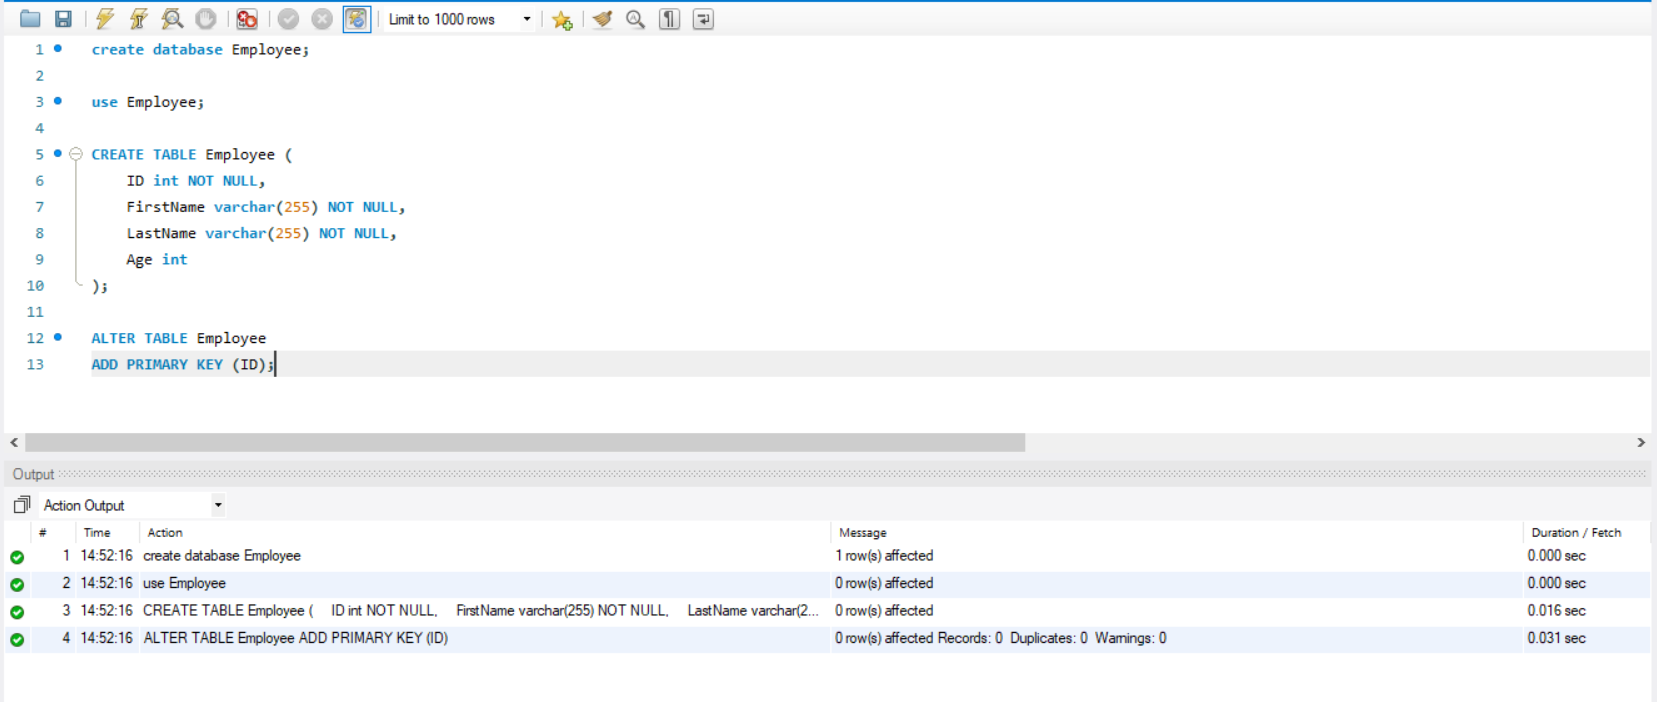 Limit to 1000 rows
1 create database Employee;
2
3 use Employee;
4
5 CREATE TABLE Employee (
6 ID int NOT NULL,
7 FirstName varchar(255) NOT NULL,
8 LastName varchar(255) NOT NULL,
9 Age int
10 );
11
12 ALTER TABLE Employee
13 ADD PRIMARY KEY (ID);
Output
Action Output
# Time Action Message Duration / Fetch
1 14:52:16 create database Employee 1 row(s) affected 0.000 sec
2 14:52:16 use Employee 0 row(s) affected 0.000 sec
3 14:52:16 CREATE TABLE Employee ( ID int NOT NULL, FirstName varchar(255) NOT NULL, LastName varchar(2... 0 row(s) affected 0.016 sec
4 14:52:16 ALTER TABLE Employee ADD PRIMARY KEY (ID) 0 row(s) affected Records: 0 Duplicates: 0 Warnings: 0 0.031 sec